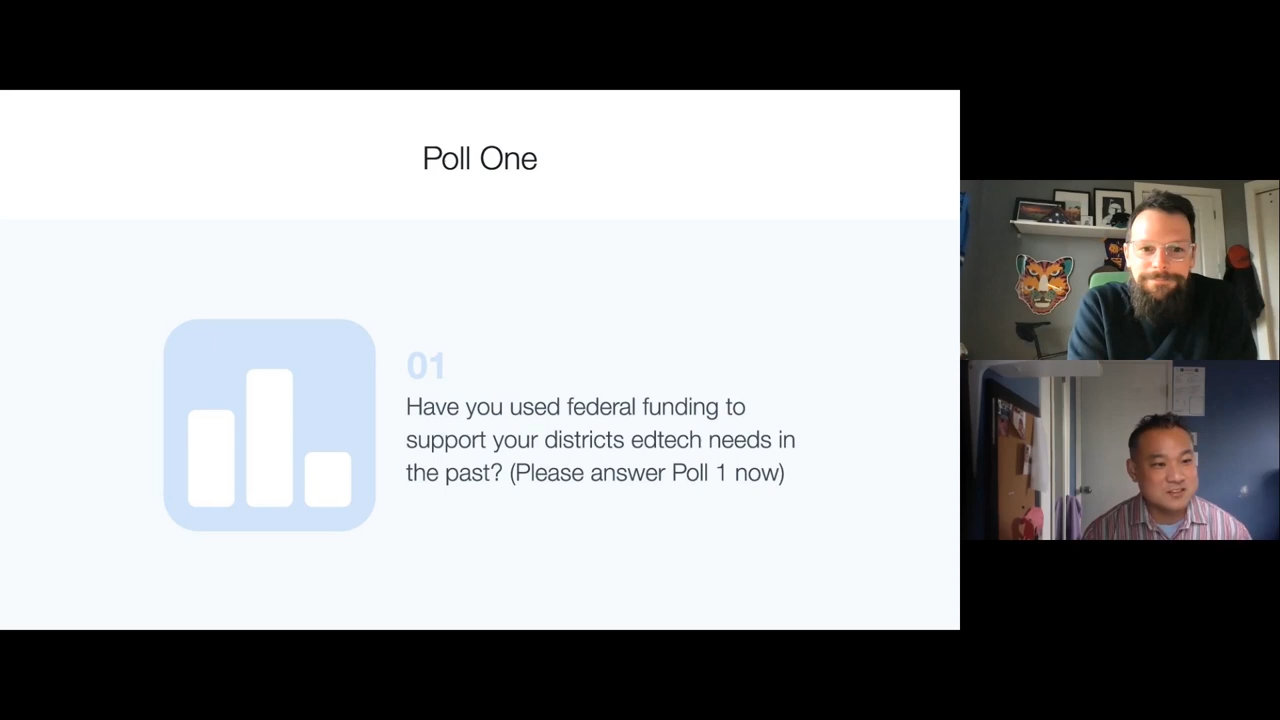 Poll One
01
Have you used federal funding to
support your districts edtech needs in
the past? (Please answer Poll 1 now)